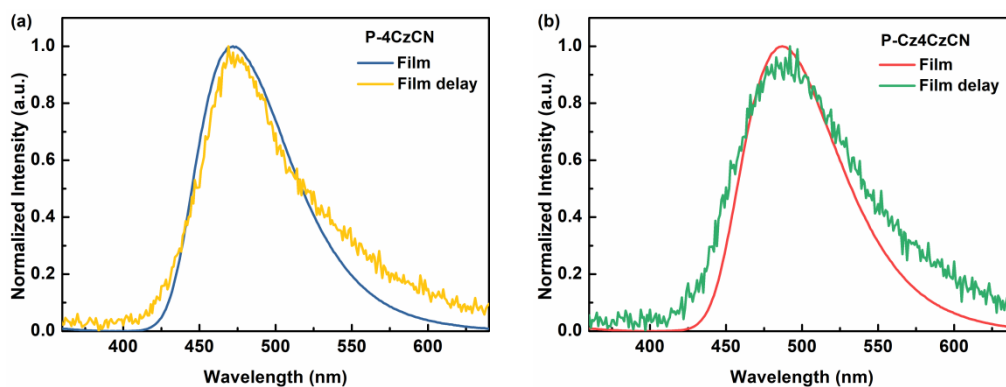 (a)
P-4CzCN
Film
Film delay
Normalized Intensity (a.u.)
1.0
0.8
0.6
0.4
0.2
0.0
400 450 500 550 600
Wavelength (nm)
(b)
P-Cz4CzCN
Film
Film delay
Normalized Intensity (a.u.)
1.0
0.8
0.6
0.4
0.2
0.0
400 450 500 550 600
Wavelength (nm)